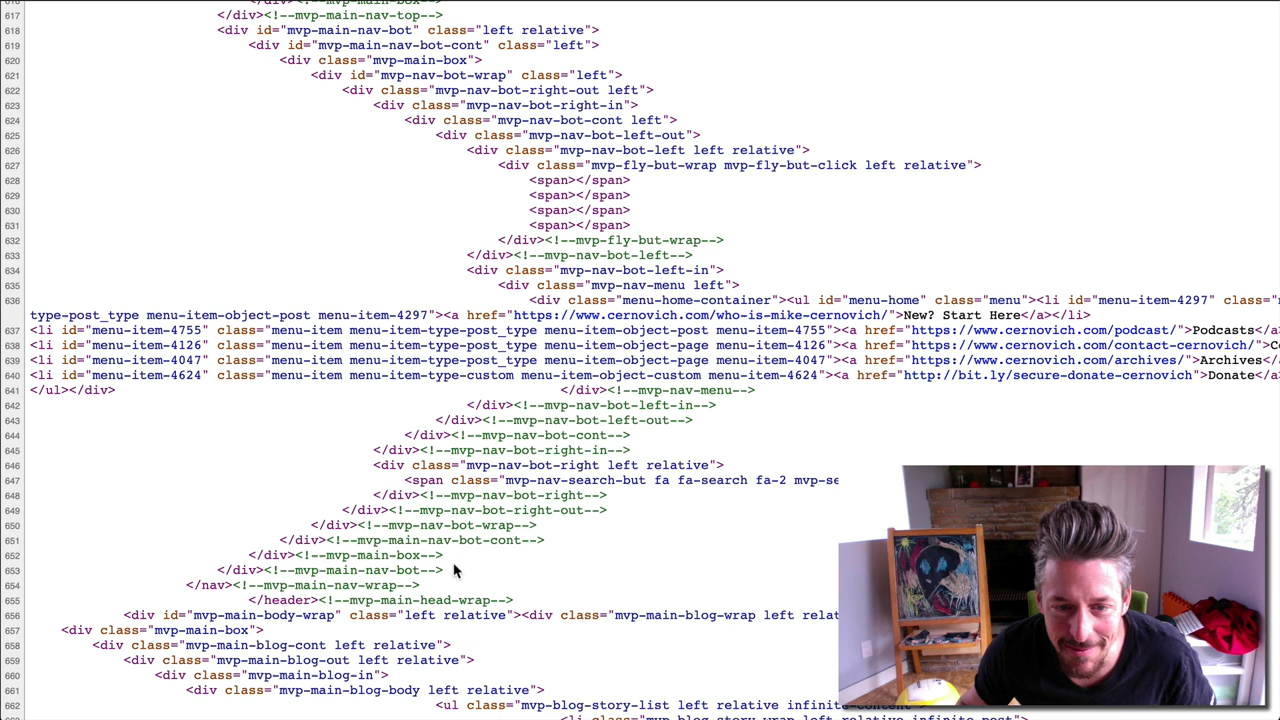 617 </div><!--mvp-main-nav-top-->
618 <div id="mvp-main-nav-bot" class="left relative">
619 <div id="mvp-main-nav-bot-cont" class="left">
620 <div class="mvp-main-box">
621 <div id="mvp-nav-bot-wrap" class="left">
622 <div class="mvp-nav-bot-right-out left">
623 <div class="mvp-nav-bot-right-in">
624 <div class="mvp-nav-bot-cont left">
625 <div class="mvp-nav-bot-left-out">
626 <div class="mvp-nav-bot-left left relative">
627 <div class="mvp-fly-but-wrap mvp-fly-but-click left relative">
628 <span></span>
629 <span></span>
630 <span></span>
631 <span></span>
632 </div><!--mvp-fly-but-wrap-->
633 </div><!--mvp-nav-bot-left-->
634 <div class="mvp-nav-bot-left-in">
635 <div class="mvp-nav-menu left">
636 <div class="menu-home-container"><ul id="menu-home" class="menu"><li id="menu-item-4297" class="
type-post_type menu-item-object-post menu-item-4297"><a href="https://www.cernovich.com/who-is-mike-cernovich/">New? Start Here</a></li>
637 <li id="menu-item-4755" class="menu-item menu-item-type-post_type menu-item-object-post menu-item-4755"><a href="https://www.cernovich.com/podcast/">Podcasts</a
638 <li id="menu-item-4126" class="menu-item menu-item-type-post_type menu-item-object-page menu-item-4126"><a href="https://www.cernovich.com/contact-cernovich/">C
639 <li id="menu-item-4047" class="menu-item menu-item-type-post_type menu-item-object-page menu-item-4047"><a href="https://www.cernovich.com/archives/">Archives</
640 <li id="menu-item-4624" class="menu-item menu-item-type-custom menu-item-object-custom menu-item-4624"><a href="http://bit.ly/secure-donate-cernovich">Donate</a
641 </ul></div> </div><!--mvp-nav-menu-->
642 </div><!--mvp-nav-bot-left-in-->
643 </div><!--mvp-nav-bot-left-out-->
644 </div><!--mvp-nav-bot-cont-->
645 </div><!--mvp-nav-bot-right-in-->
646 <div class="mvp-nav-bot-right left relative">
647 <span class="mvp-nav-search-but fa fa-search fa-2 mvp-se
648 </div><!--mvp-nav-bot-right-->
649 </div><!--mvp-nav-bot-right-out-->
650 </div><!--mvp-nav-bot-wrap-->
651 </div><!--mvp-main-nav-bot-cont-->
652 </div><!--mvp-main-box-->
653 </div><!--mvp-main-nav-bot-->
654 </nav><!--mvp-main-nav-wrap-->
655 </header><!--mvp-main-head-wrap-->
656 <div id="mvp-main-body-wrap" class="left relative"><div class="mvp-main-blog-wrap left rela
657 <div class="mvp-main-box">
658 <div class="mvp-main-blog-cont left relative">
659 <div class="mvp-main-blog-out left relative">
660 <div class="mvp-main-blog-in">
661 <div class="mvp-main-blog-body left relative">
662 <ul class="mvp-blog-story-list left relative infinite-content">